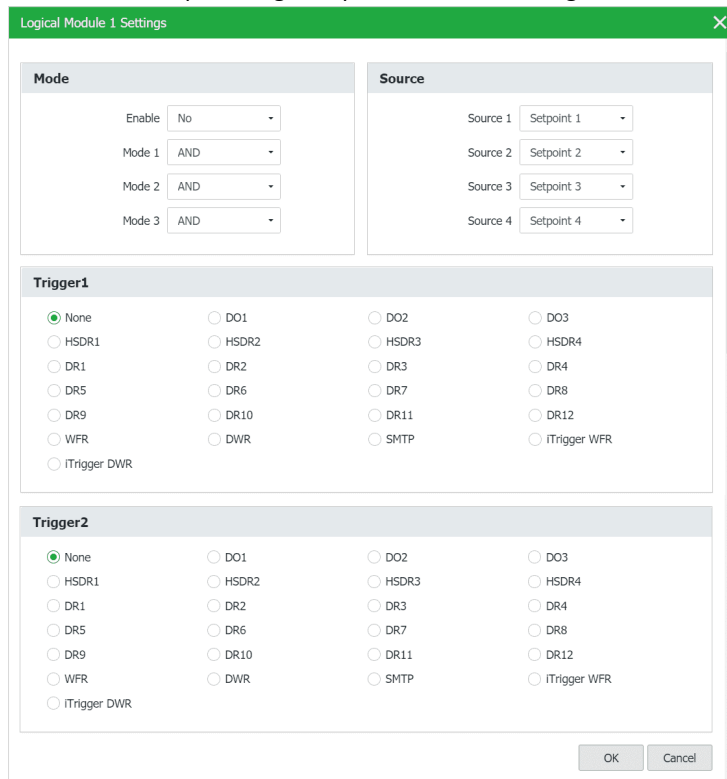 Logical Module 1 Settings
Mode
Enable No
Mode 1 AND
Mode 2 AND
Mode 3 AND
Source
Source 1 Setpoint 1
Source 2 Setpoint 2
Source 3 Setpoint 3
Source 4 Setpoint 4
Trigger1
None DO1 DO2 DO3
HSDR1 HSDR2 HSDR3 HSDR4
DR1 DR2 DR3 DR4
DR5 DR6 DR7 DR8
DR9 DR10 DR11 DR12
WFR DWR SMTP iTrigger WFR
iTrigger DWR
Trigger2
None DO1 DO2 DO3
HSDR1 HSDR2 HSDR3 HSDR4
DR1 DR2 DR3 DR4
DR5 DR6 DR7 DR8
DR9 DR10 DR11 DR12
WFR DWR SMTP iTrigger WFR
iTrigger DWR
OK Cancel